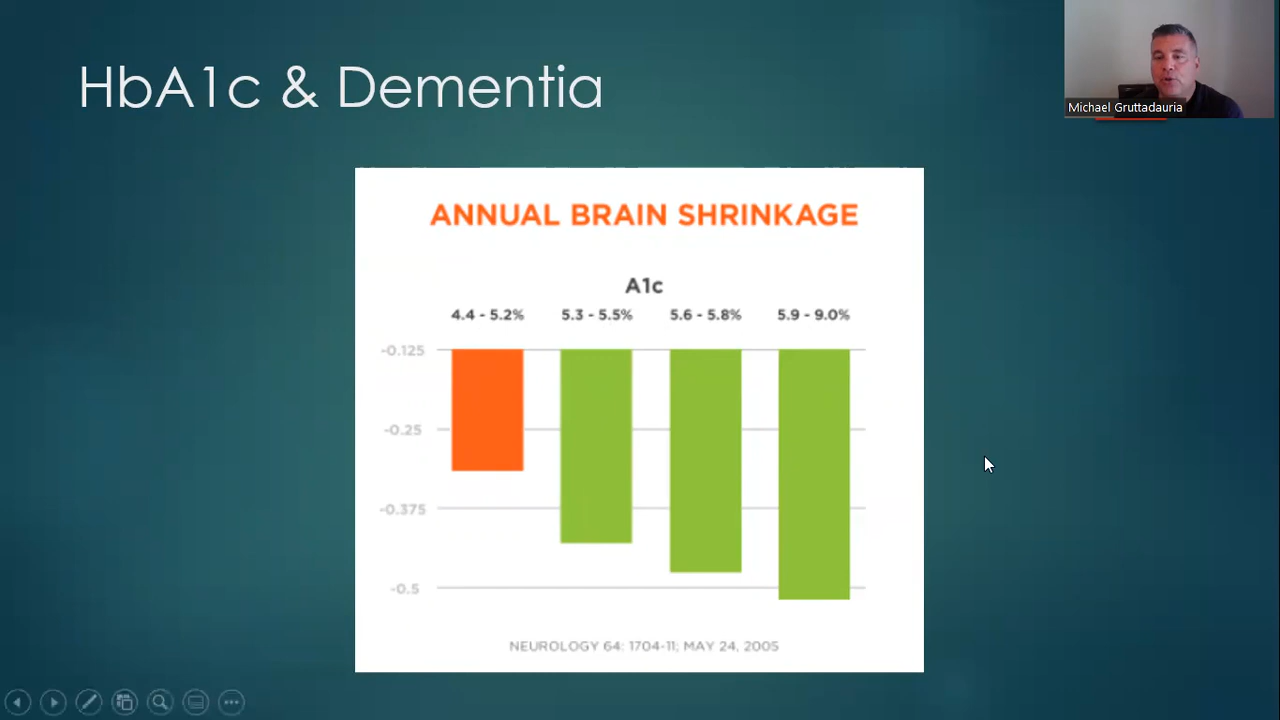 HbA1c & Dementia
Michael Gruttadauria
ANNUAL BRAIN SHRINKAGE
A1c
4.4 - 5.2% 5.3 - 5.5% 5.6 - 5.8% 5.9 - 9.0%
-0.125
-0.25
-0.375
-0.5
NEUROLOGY 64: 1704-11; MAY 24, 2005